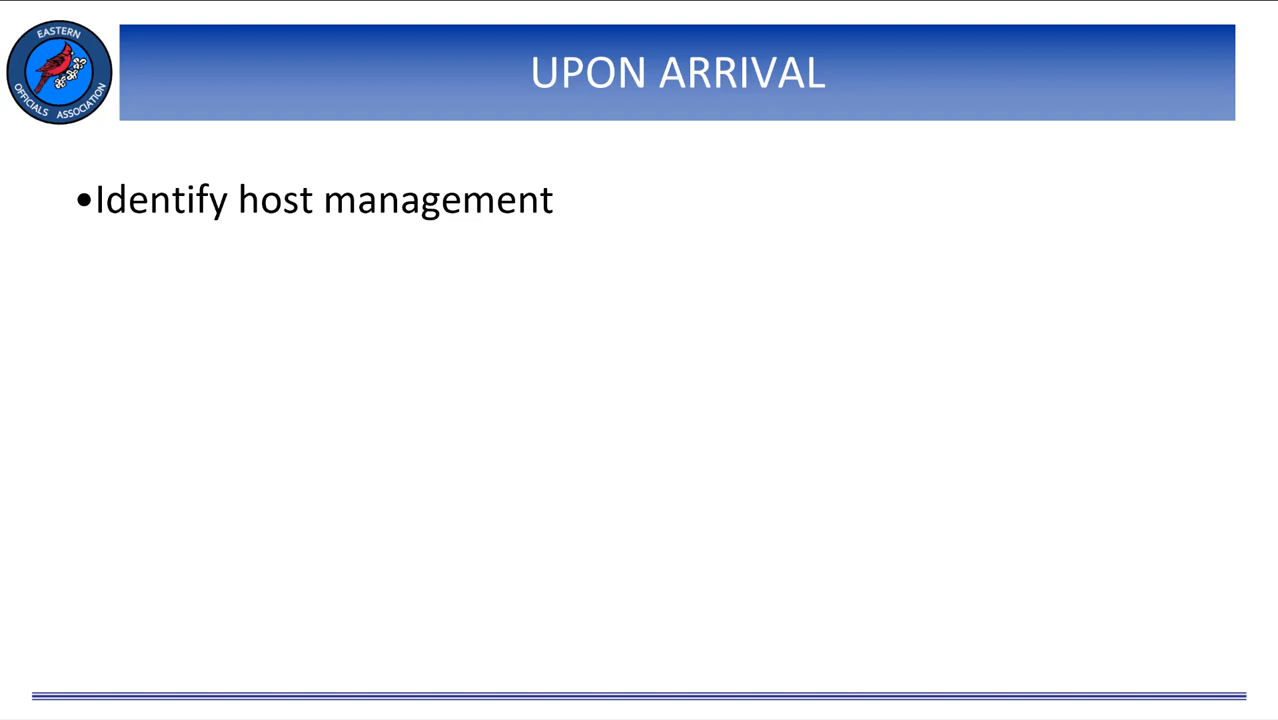 EASTERN
OFFICIALS ASSOCIATION
UPON ARRIVAL
•Identify host management